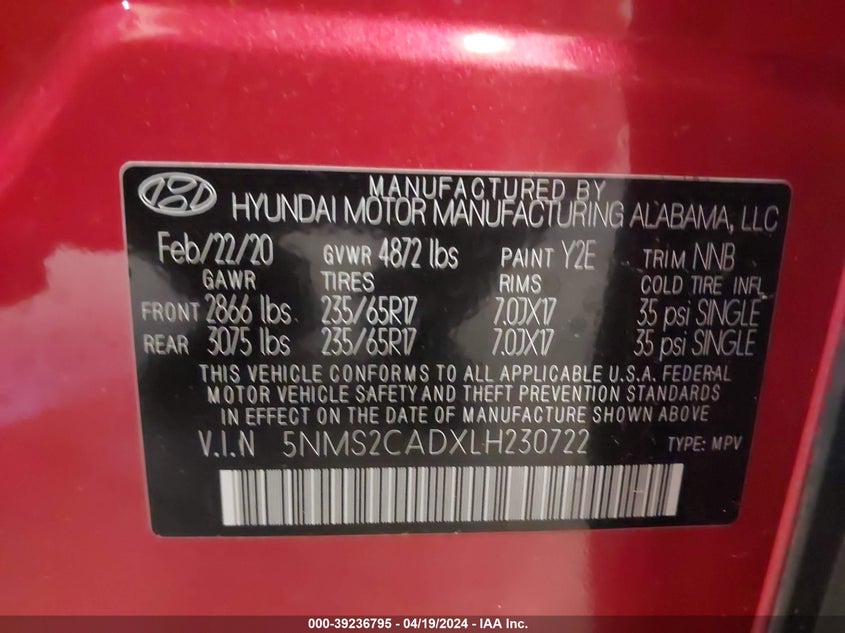 MANUFACTURED BY
HYUNDAI MOTOR MANUFACTURING ALABAMA, LLC
Feb/22/20 GVWR 4872 lbs PAINT Y2E TRIM NNB
GAWR TIRES RIMS COLD TIRE INFL
FRONT 2866 lbs 235/65R17 7.0JX17 35 psi SINGLE
REAR 3075 lbs 235/65R17 7.0JX17 35 psi SINGLE
THIS VEHICLE CONFORMS TO ALL APPLICABLE U.S.A. FEDERAL
MOTOR VEHICLE SAFETY AND THEFT PREVENTION STANDARDS
IN EFFECT ON THE DATE OF MANUFACTURE SHOWN ABOVE
V.I.N 5NMS2CADXLH230722 TYPE: MPV
000-39236795 - 04/19/2024 - IAA Inc.